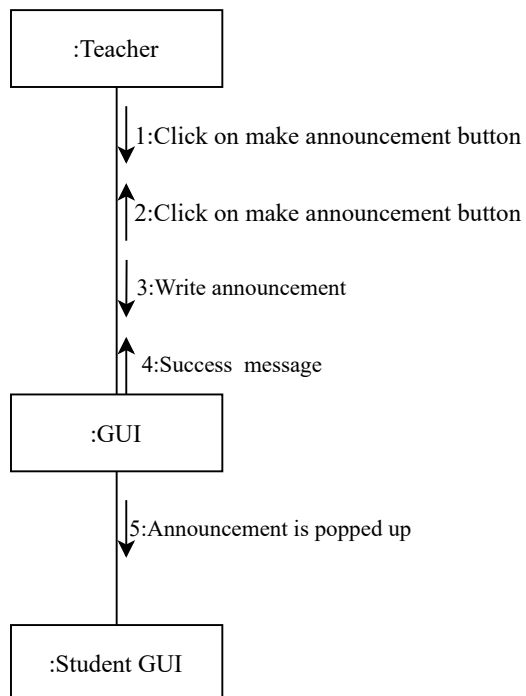 :Teacher
1:Click on make announcement button
2:Click on make announcement button
3:Write announcement
4:Success message
:GUI
5:Announcement is popped up
:Student GUI